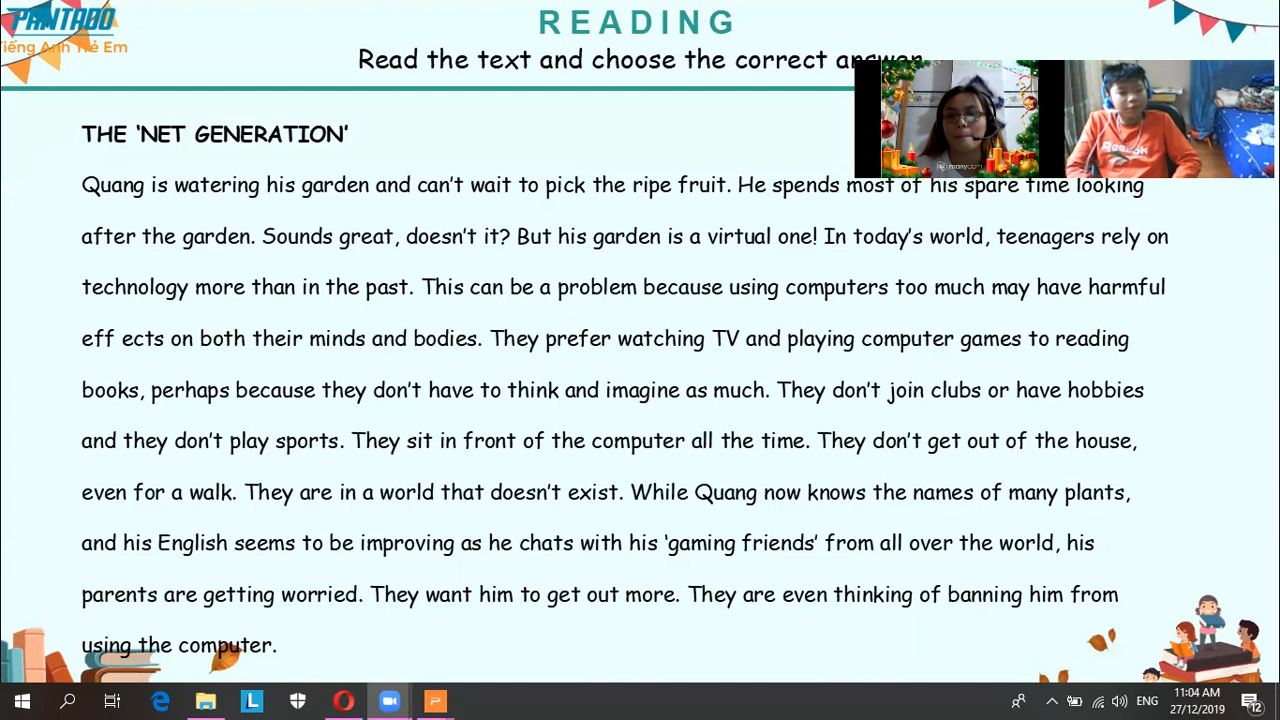 PANTADO
Tiếng Anh Trẻ Em
READING
Read the text and choose the correct answer
THE ‘NET GENERATION’
Quang is watering his garden and can’t wait to pick the ripe fruit. He spends most of his spare time looking
after the garden. Sounds great, doesn’t it? But his garden is a virtual one! In today’s world, teenagers rely on
technology more than in the past. This can be a problem because using computers too much may have harmful
eff ects on both their minds and bodies. They prefer watching TV and playing computer games to reading
books, perhaps because they don’t have to think and imagine as much. They don’t join clubs or have hobbies
and they don’t play sports. They sit in front of the computer all the time. They don’t get out of the house,
even for a walk. They are in a world that doesn’t exist. While Quang now knows the names of many plants,
and his English seems to be improving as he chats with his ‘gaming friends’ from all over the world, his
parents are getting worried. They want him to get out more. They are even thinking of banning him from
using the computer.
manycam
Reebok
ENG
11:04 AM
27/12/2019
12